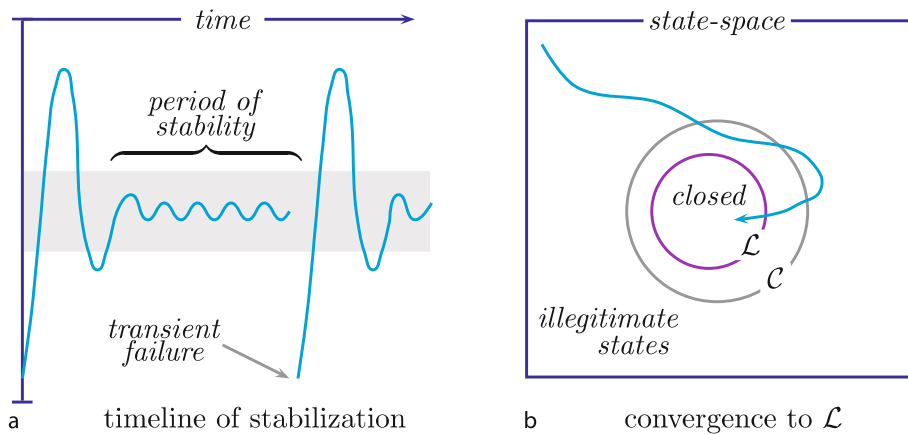 time
period of
stability
transient
failure
a
timeline of stabilization
state-space
closed
ℒ
𝒞
illegitimate
states
b
convergence to ℒ